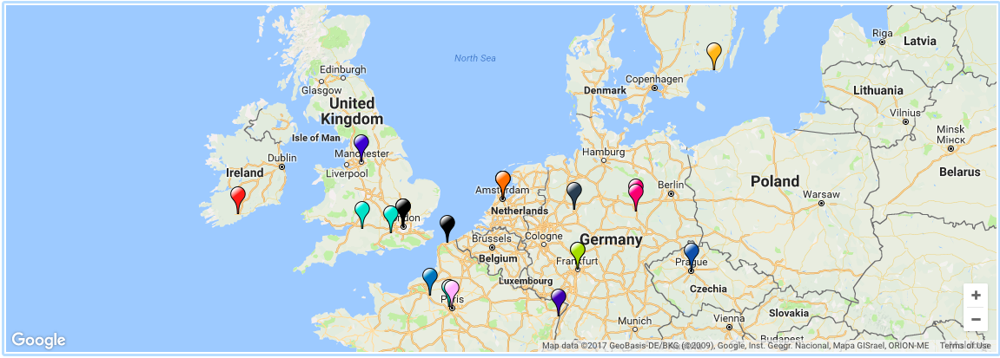 North Sea
Riga
Latvia
Edinburgh
Glasgow
Copenhagen
Denmark
Lithuania
United
Kingdom
Vilnius
Minsk
Мінск
Isle of Man
Manchester
Hamburg
Dublin
Liverpool
Ireland
Belarus
Berlin
Poland
Amsterdam
Warsaw
Netherlands
London
Brussels
Cologne
Germany
Belgium
Frankfurt
Prague
Luxembourg
Czechia
Paris
Slovakia
Munich
Vienna
Budapest
+
−
Google
Map data ©2017 GeoBasis-DE/BKG (©2009), Google, Inst. Geogr. Nacional, Mapa GISrael, ORION-ME
Terms of Use